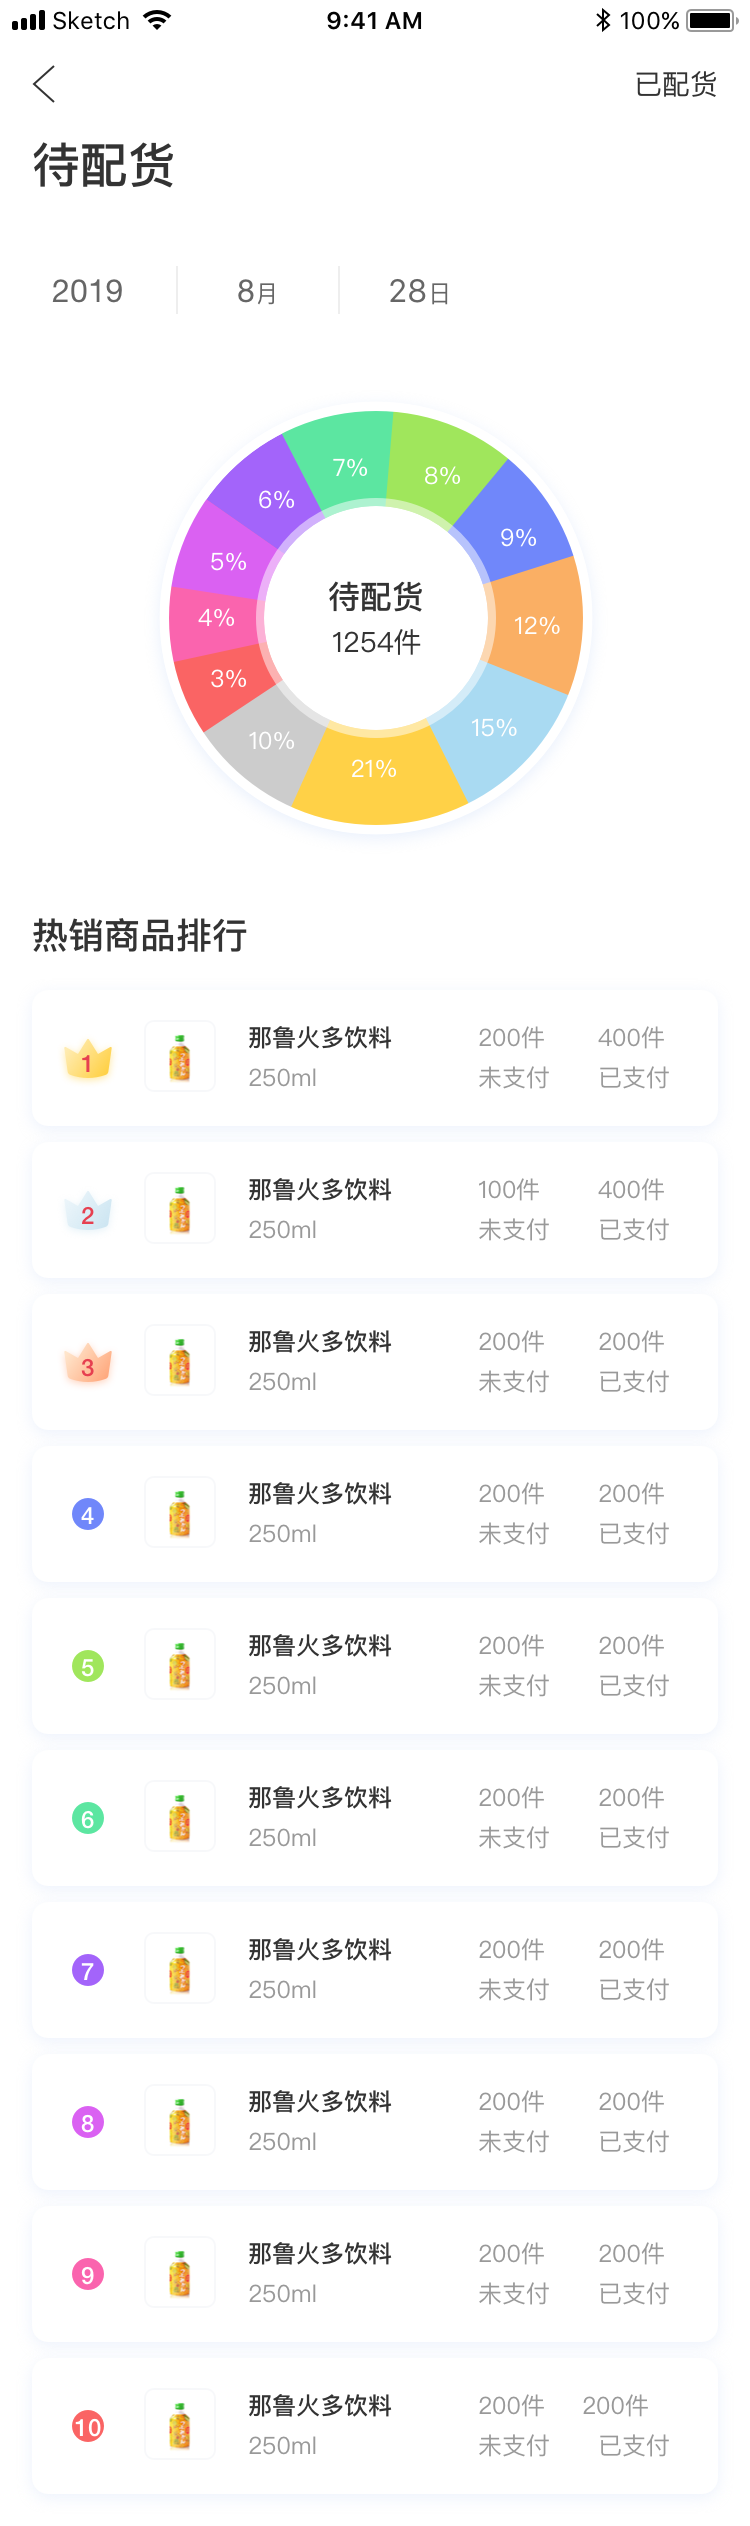 Sketch 9:41 AM 100%
已配货
待配货
2019 8月 28日
7%
8%
6%
9%
5%
4%
12%
3%
15%
10%
21%
待配货
1254件
热销商品排行
1 那鲁火多饮料 200件 400件
250ml 未支付 已支付
2 那鲁火多饮料 100件 400件
250ml 未支付 已支付
3 那鲁火多饮料 200件 200件
250ml 未支付 已支付
4 那鲁火多饮料 200件 200件
250ml 未支付 已支付
5 那鲁火多饮料 200件 200件
250ml 未支付 已支付
6 那鲁火多饮料 200件 200件
250ml 未支付 已支付
7 那鲁火多饮料 200件 200件
250ml 未支付 已支付
8 那鲁火多饮料 200件 200件
250ml 未支付 已支付
9 那鲁火多饮料 200件 200件
250ml 未支付 已支付
10 那鲁火多饮料 200件 200件
250ml 未支付 已支付